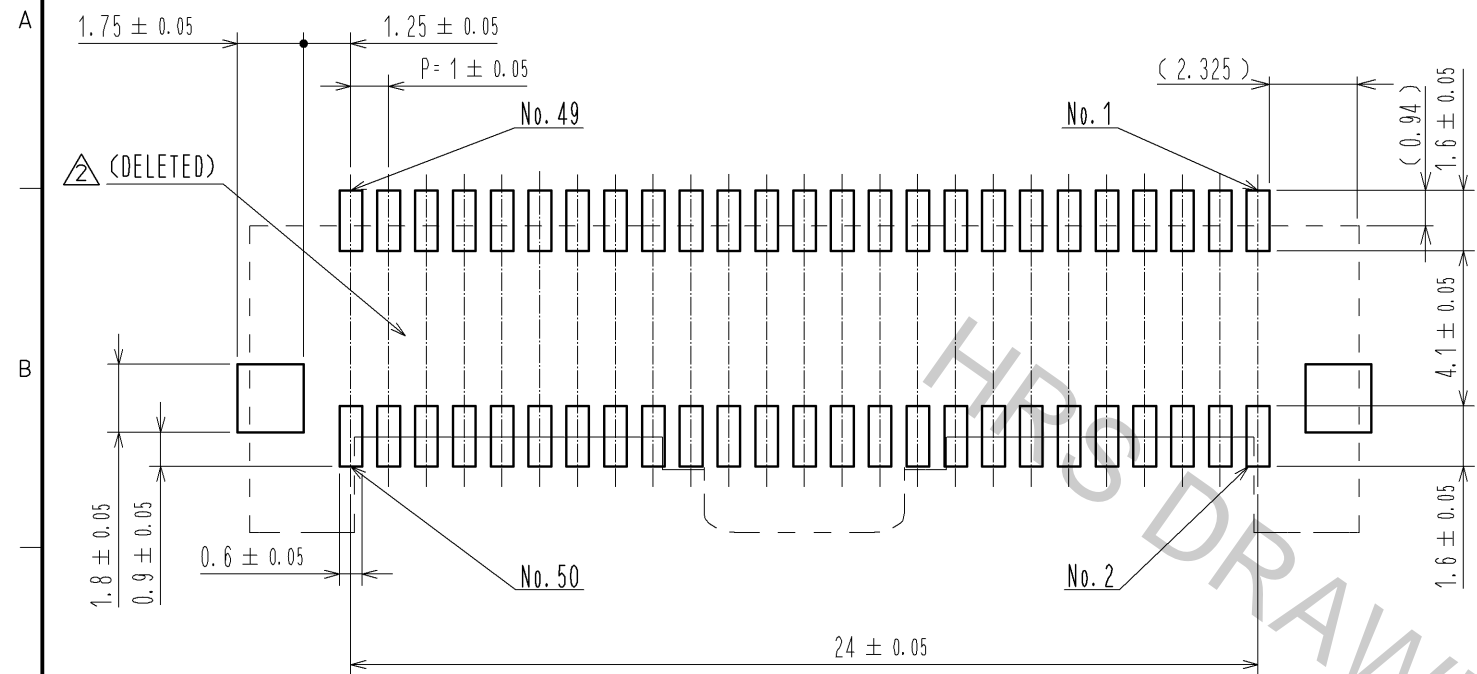 A
1.75 ± 0.05
1.25 ± 0.05
P= 1 ± 0.05
( 2.325 )
( 0.94 )
1.6 ± 0.05
No. 49
No. 1
2 (DELETED)
4.1 ± 0.05
B
1.8 ± 0.05
0.9 ± 0.05
0.6 ± 0.05
No. 50
No. 2
1.6 ± 0.05
24 ± 0.05
HRS DRAW